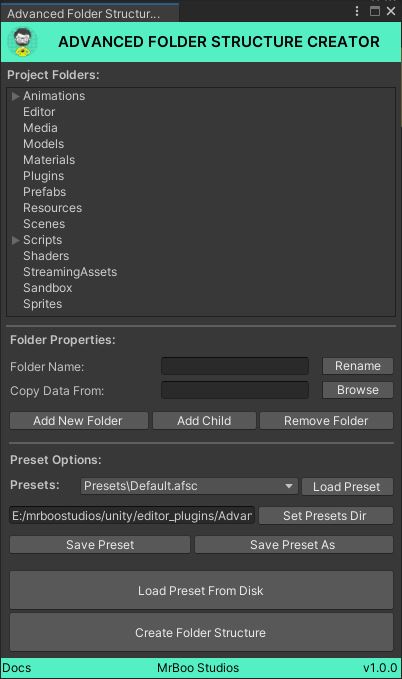 Advanced Folder Structur...
ADVANCED FOLDER STRUCTURE CREATOR
Project Folders:
Animations
Editor
Media
Models
Materials
Plugins
Prefabs
Resources
Scenes
Scripts
Shaders
StreamingAssets
Sandbox
Sprites
Folder Properties:
Folder Name: Rename
Copy Data From: Browse
Add New Folder Add Child Remove Folder
Preset Options:
Presets: Presets\Default.afsc Load Preset
E:/mrboostudios/unity/editor_plugins/Advan Set Presets Dir
Save Preset Save Preset As
Load Preset From Disk
Create Folder Structure
Docs MrBoo Studios v1.0.0